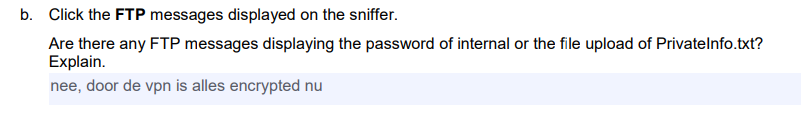 b. Click the FTP messages displayed on the sniffer.
Are there any FTP messages displaying the password of internal or the file upload of PrivateInfo.txt?
Explain.
nee, door de vpn is alles encrypted nu